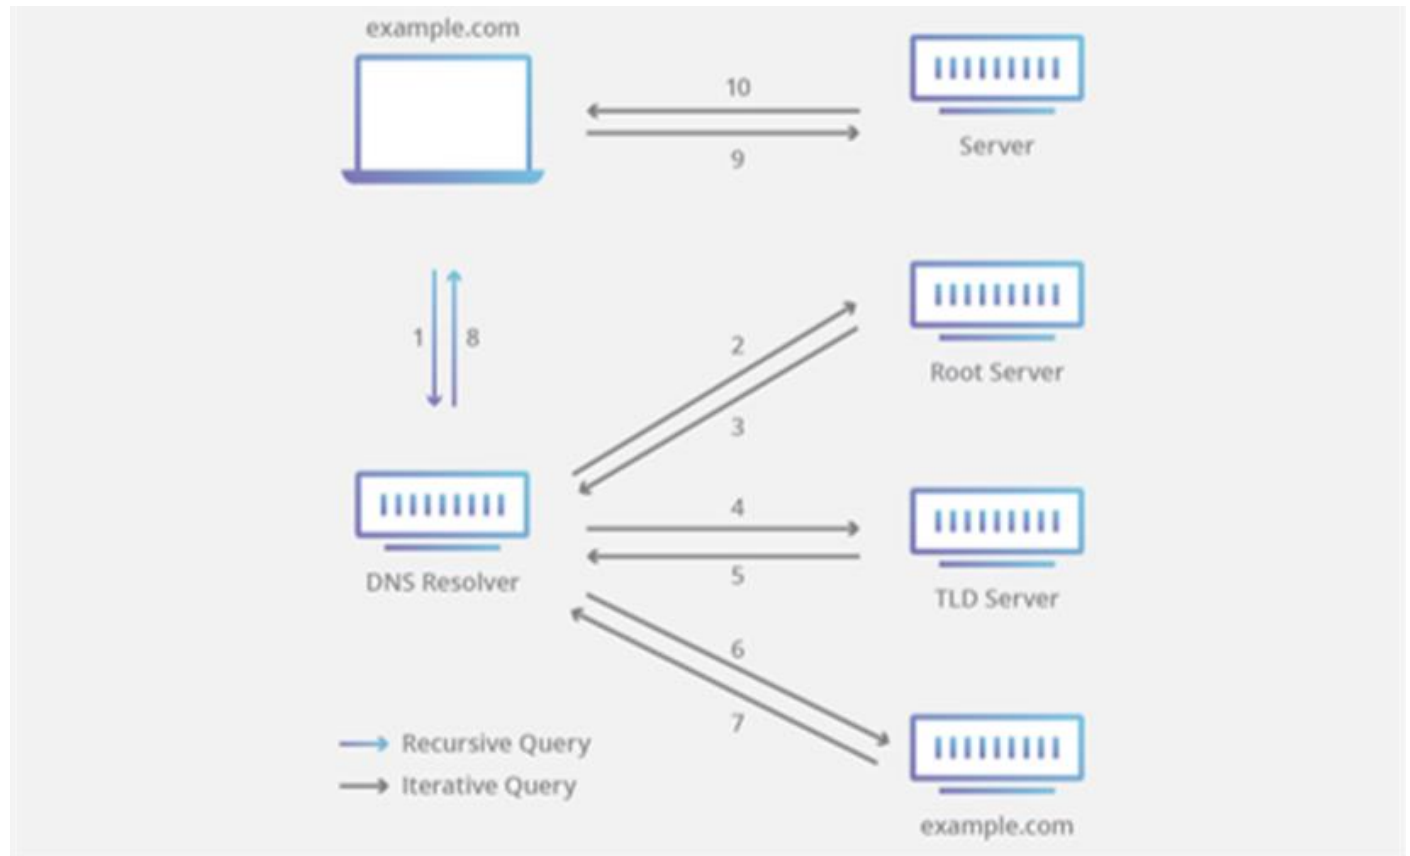 example.com
10
9
Server
1
8
2
3
Root Server
4
5
DNS Resolver
TLD Server
6
7
Recursive Query
Iterative Query
example.com